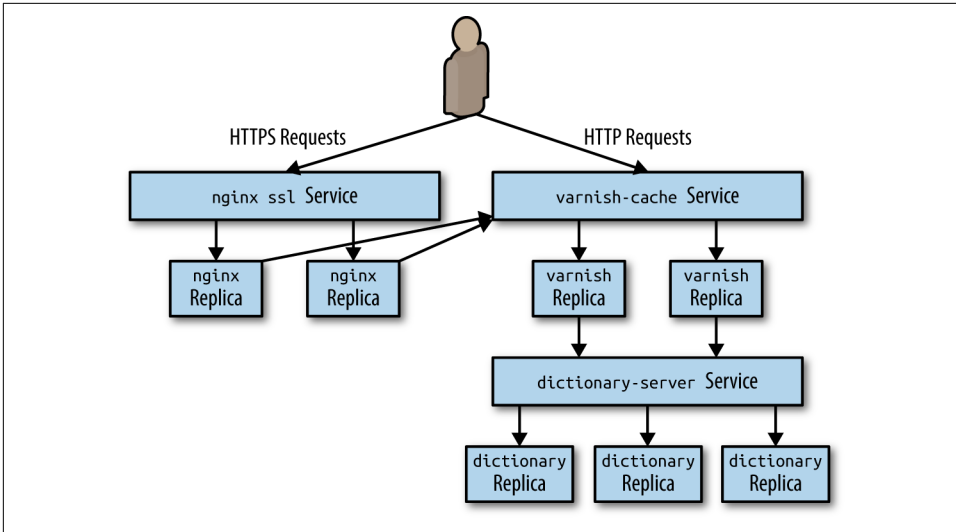 HTTPS Requests
HTTP Requests
nginx ssl Service
varnish-cache Service
nginx
Replica
nginx
Replica
varnish
Replica
varnish
Replica
dictionary-server Service
dictionary
Replica
dictionary
Replica
dictionary
Replica